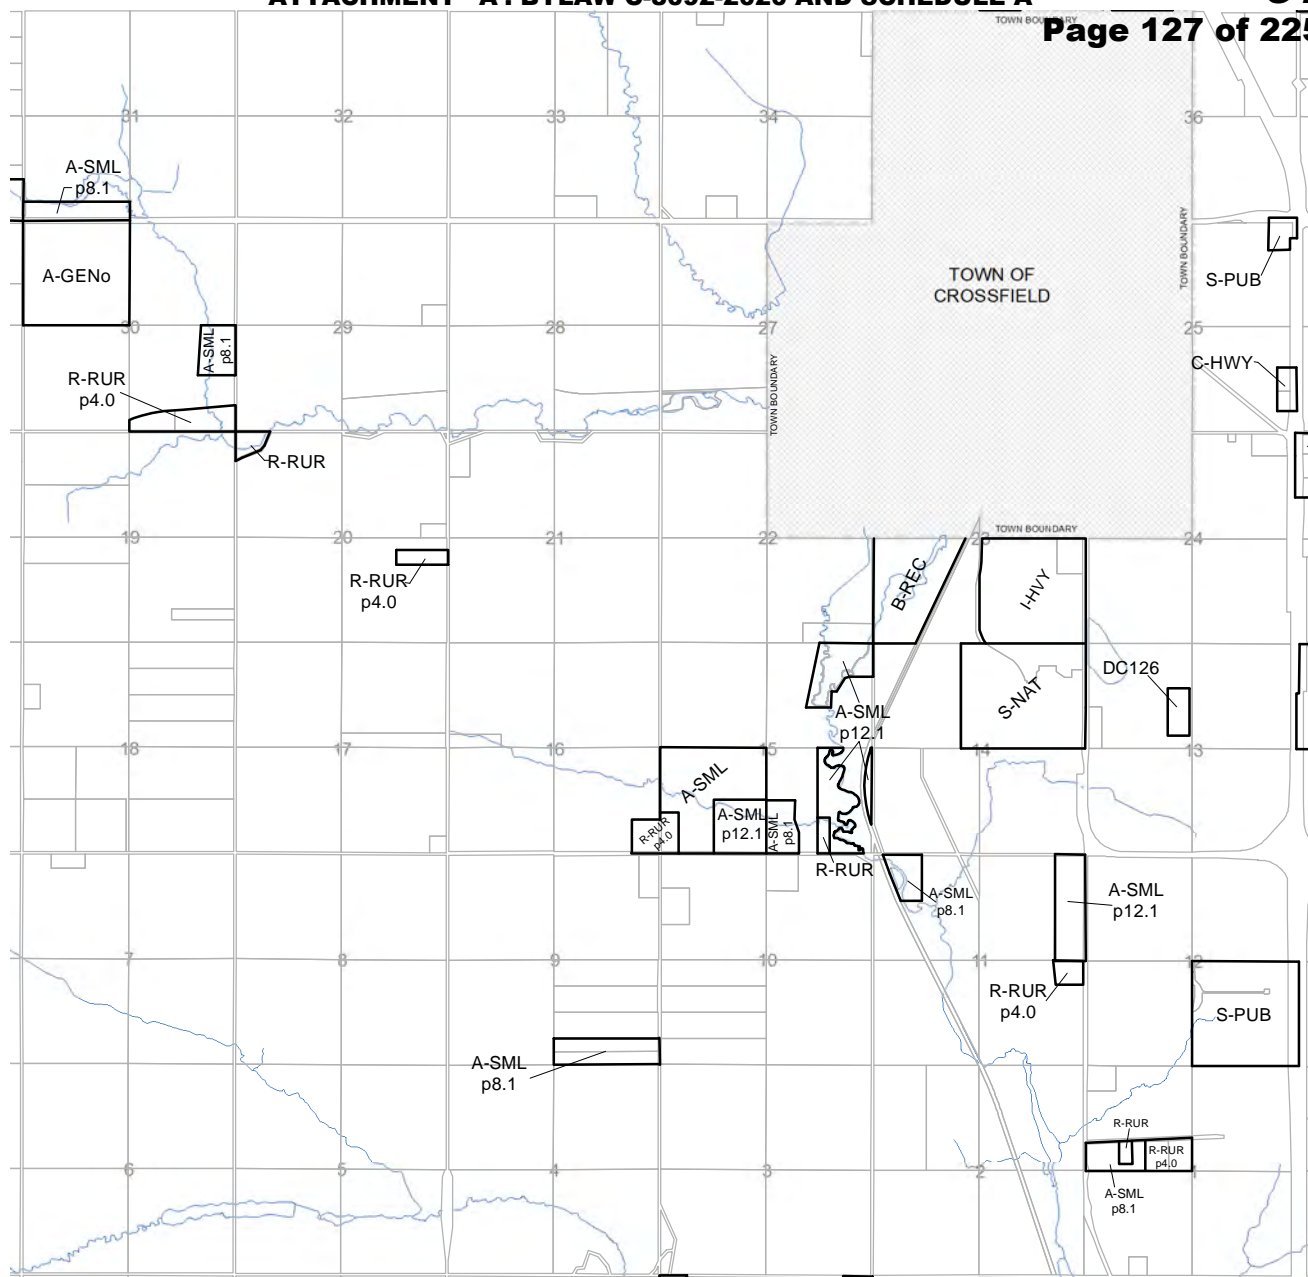 Page 127 of 225
TOWN BOUNDARY
31
32
33
34
36
A-SML
p8.1
A-GENo
TOWN BOUNDARY
S-PUB
TOWN OF
CROSSFIELD
30
29
28
27
25
A-SML
p8.1
TOWN BOUNDARY
C-HWY
R-RUR
p4.0
R-RUR
TOWN BOUNDARY
19
20
21
22
23
24
R-RUR
p4.0
B-REC
I-HVY
DC126
S-NAT
A-SML
p12.1
18
17
16
15
14
13
A-SML
R-RUR
p4.0
A-SML
p12.1
A-SML
p8.1
R-RUR
A-SML
p8.1
A-SML
p12.1
7
8
9
10
11
12
R-RUR
p4.0
S-PUB
A-SML
p8.1
R-RUR
R-RUR
p4.0
6
5
4
3
2
1
A-SML
p8.1